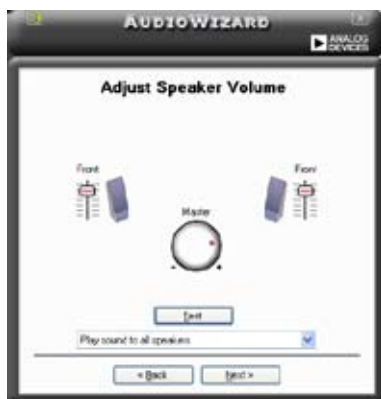 AUDIOWIZARD
ANALOG DEVICES
Adjust Speaker Volume
Front
Front
Master
- +
Test
Play sound to all speakers
< Back
Next >